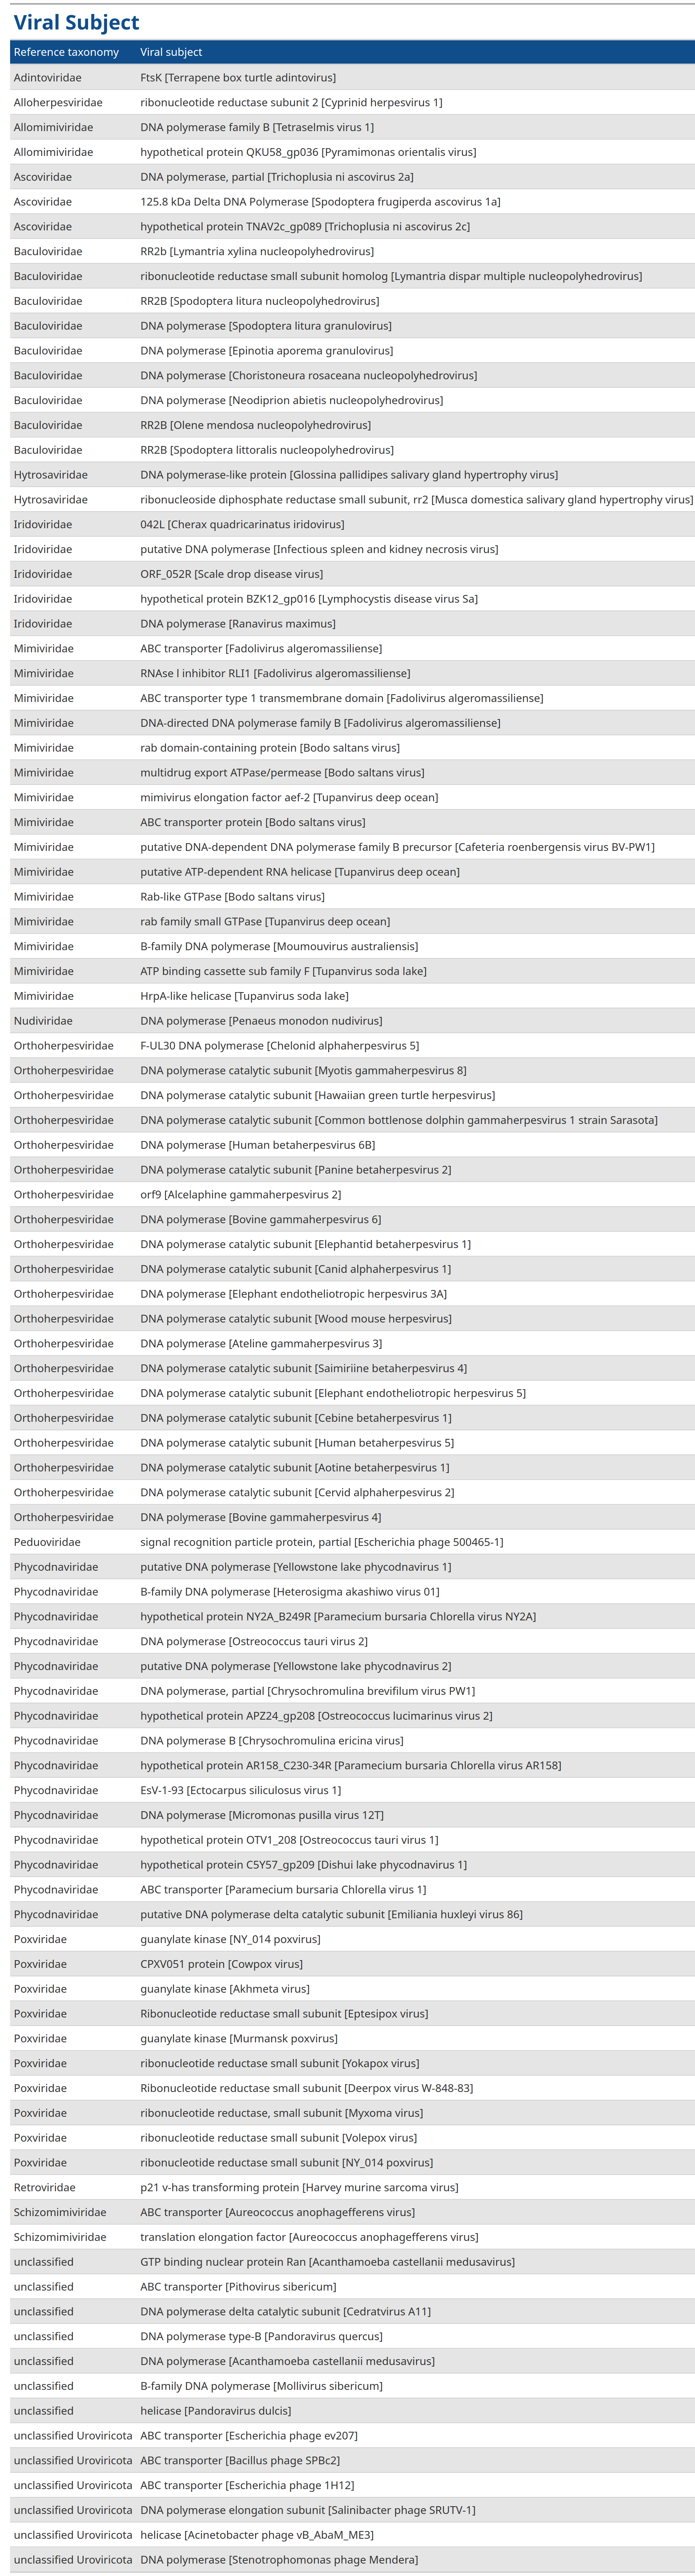 Viral Subject
Reference taxonomy Viral subject
Adintoviridae FtsK [Terrapene box turtle adintovirus]
Alloherpesviridae ribonucleotide reductase subunit 2 [Cyprinid herpesvirus 1]
Allomimiviridae DNA polymerase family B [Tetraselmis virus 1]
Allomimiviridae hypothetical protein QKU58_gp036 [Pyramimonas orientalis virus]
Ascoviridae DNA polymerase, partial [Trichoplusia ni ascovirus 2a]
Ascoviridae 125.8 kDa Delta DNA Polymerase [Spodoptera frugiperda ascovirus 1a]
Ascoviridae hypothetical protein TNAV2c_gp089 [Trichoplusia ni ascovirus 2c]
Baculoviridae RR2b [Lymantria xylina nucleopolyhedrovirus]
Baculoviridae ribonucleotide reductase small subunit homolog [Lymantria dispar multiple nucleopolyhedrovirus]
Baculoviridae RR2B [Spodoptera litura nucleopolyhedrovirus]
Baculoviridae DNA polymerase [Spodoptera litura granulovirus]
Baculoviridae DNA polymerase [Epinotia aporema granulovirus]
Baculoviridae DNA polymerase [Choristoneura rosaceana nucleopolyhedrovirus]
Baculoviridae DNA polymerase [Neodiprion abietis nucleopolyhedrovirus]
Baculoviridae RR2B [Olene mendosa nucleopolyhedrovirus]
Baculoviridae RR2B [Spodoptera littoralis nucleopolyhedrovirus]
Hytrosaviridae DNA polymerase-like protein [Glossina pallidipes salivary gland hypertrophy virus]
Hytrosaviridae ribonucleoside diphosphate reductase small subunit, rr2 [Musca domestica salivary gland hypertrophy virus]
Iridoviridae 042L [Cherax quadricarinatus iridovirus]
Iridoviridae putative DNA polymerase [Infectious spleen and kidney necrosis virus]
Iridoviridae ORF_052R [Scale drop disease virus]
Iridoviridae hypothetical protein BZK12_gp016 [Lymphocystis disease virus Sa]
Iridoviridae DNA polymerase [Ranavirus maximus]
Mimiviridae ABC transporter [Fadolivirus algeromassiliense]
Mimiviridae RNAse l inhibitor RLI1 [Fadolivirus algeromassiliense]
Mimiviridae ABC transporter type 1 transmembrane domain [Fadolivirus algeromassiliense]
Mimiviridae DNA-directed DNA polymerase family B [Fadolivirus algeromassiliense]
Mimiviridae rab domain-containing protein [Bodo saltans virus]
Mimiviridae multidrug export ATPase/permease [Bodo saltans virus]
Mimiviridae mimivirus elongation factor aef-2 [Tupanvirus deep ocean]
Mimiviridae ABC transporter protein [Bodo saltans virus]
Mimiviridae putative DNA-dependent DNA polymerase family B precursor [Cafeteria roenbergensis virus BV-PW1]
Mimiviridae putative ATP-dependent RNA helicase [Tupanvirus deep ocean]
Mimiviridae Rab-like GTPase [Bodo saltans virus]
Mimiviridae rab family small GTPase [Tupanvirus deep ocean]
Mimiviridae B-family DNA polymerase [Moumouvirus australiensis]
Mimiviridae ATP binding cassette sub family F [Tupanvirus soda lake]
Mimiviridae HrpA-like helicase [Tupanvirus soda lake]
Nudiviridae DNA polymerase [Penaeus monodon nudivirus]
Orthoherpesviridae F-UL30 DNA polymerase [Chelonid alphaherpesvirus 5]
Orthoherpesviridae DNA polymerase catalytic subunit [Myotis gammaherpesvirus 8]
Orthoherpesviridae DNA polymerase catalytic subunit [Hawaiian green turtle herpesvirus]
Orthoherpesviridae DNA polymerase catalytic subunit [Common bottlenose dolphin gammaherpesvirus 1 strain Sarasota]
Orthoherpesviridae DNA polymerase [Human betaherpesvirus 6B]
Orthoherpesviridae DNA polymerase catalytic subunit [Panine betaherpesvirus 2]
Orthoherpesviridae orf9 [Alcelaphine gammaherpesvirus 2]
Orthoherpesviridae DNA polymerase [Bovine gammaherpesvirus 6]
Orthoherpesviridae DNA polymerase catalytic subunit [Elephantid betaherpesvirus 1]
Orthoherpesviridae DNA polymerase catalytic subunit [Canid alphaherpesvirus 1]
Orthoherpesviridae DNA polymerase [Elephant endotheliotropic herpesvirus 3A]
Orthoherpesviridae DNA polymerase catalytic subunit [Wood mouse herpesvirus]
Orthoherpesviridae DNA polymerase [Ateline gammaherpesvirus 3]
Orthoherpesviridae DNA polymerase catalytic subunit [Saimiriine betaherpesvirus 4]
Orthoherpesviridae DNA polymerase catalytic subunit [Elephant endotheliotropic herpesvirus 5]
Orthoherpesviridae DNA polymerase catalytic subunit [Cebine betaherpesvirus 1]
Orthoherpesviridae DNA polymerase catalytic subunit [Human betaherpesvirus 5]
Orthoherpesviridae DNA polymerase catalytic subunit [Aotine betaherpesvirus 1]
Orthoherpesviridae DNA polymerase catalytic subunit [Cervid alphaherpesvirus 2]
Orthoherpesviridae DNA polymerase [Bovine gammaherpesvirus 4]
Peduoviridae signal recognition particle protein, partial [Escherichia phage 500465-1]
Phycodnaviridae putative DNA polymerase [Yellowstone lake phycodnavirus 1]
Phycodnaviridae B-family DNA polymerase [Heterosigma akashiwo virus 01]
Phycodnaviridae hypothetical protein NY2A_B249R [Paramecium bursaria Chlorella virus NY2A]
Phycodnaviridae DNA polymerase [Ostreococcus tauri virus 2]
Phycodnaviridae putative DNA polymerase [Yellowstone lake phycodnavirus 2]
Phycodnaviridae DNA polymerase, partial [Chrysochromulina brevifilum virus PW1]
Phycodnaviridae hypothetical protein APZ24_gp208 [Ostreococcus lucimarinus virus 2]
Phycodnaviridae DNA polymerase B [Chrysochromulina ericina virus]
Phycodnaviridae hypothetical protein AR158_C230-34R [Paramecium bursaria Chlorella virus AR158]
Phycodnaviridae EsV-1-93 [Ectocarpus siliculosus virus 1]
Phycodnaviridae DNA polymerase [Micromonas pusilla virus 12T]
Phycodnaviridae hypothetical protein OTV1_208 [Ostreococcus tauri virus 1]
Phycodnaviridae hypothetical protein C5Y57_gp209 [Dishui lake phycodnavirus 1]
Phycodnaviridae ABC transporter [Paramecium bursaria Chlorella virus 1]
Phycodnaviridae putative DNA polymerase delta catalytic subunit [Emiliania huxleyi virus 86]
Poxviridae guanylate kinase [NY_014 poxvirus]
Poxviridae CPXV051 protein [Cowpox virus]
Poxviridae guanylate kinase [Akhmeta virus]
Poxviridae Ribonucleotide reductase small subunit [Eptesipox virus]
Poxviridae guanylate kinase [Murmansk poxvirus]
Poxviridae ribonucleotide reductase small subunit [Yokapox virus]
Poxviridae Ribonucleotide reductase small subunit [Deerpox virus W-848-83]
Poxviridae ribonucleotide reductase, small subunit [Myxoma virus]
Poxviridae ribonucleotide reductase small subunit [Volepox virus]
Poxviridae ribonucleotide reductase small subunit [NY_014 poxvirus]
Retroviridae p21 v-has transforming protein [Harvey murine sarcoma virus]
Schizomimiviridae ABC transporter [Aureococcus anophagefferens virus]
Schizomimiviridae translation elongation factor [Aureococcus anophagefferens virus]
unclassified GTP binding nuclear protein Ran [Acanthamoeba castellanii medusavirus]
unclassified ABC transporter [Pithovirus sibericum]
unclassified DNA polymerase delta catalytic subunit [Cedratvirus A11]
unclassified DNA polymerase type-B [Pandoravirus quercus]
unclassified DNA polymerase [Acanthamoeba castellanii medusavirus]
unclassified B-family DNA polymerase [Mollivirus sibericum]
unclassified helicase [Pandoravirus dulcis]
unclassified Uroviricota ABC transporter [Escherichia phage ev207]
unclassified Uroviricota ABC transporter [Bacillus phage SPBc2]
unclassified Uroviricota ABC transporter [Escherichia phage 1H12]
unclassified Uroviricota DNA polymerase elongation subunit [Salinibacter phage SRUTV-1]
unclassified Uroviricota helicase [Acinetobacter phage vB_AbaM_ME3]
unclassified Uroviricota DNA polymerase [Stenotrophomonas phage Mendera]